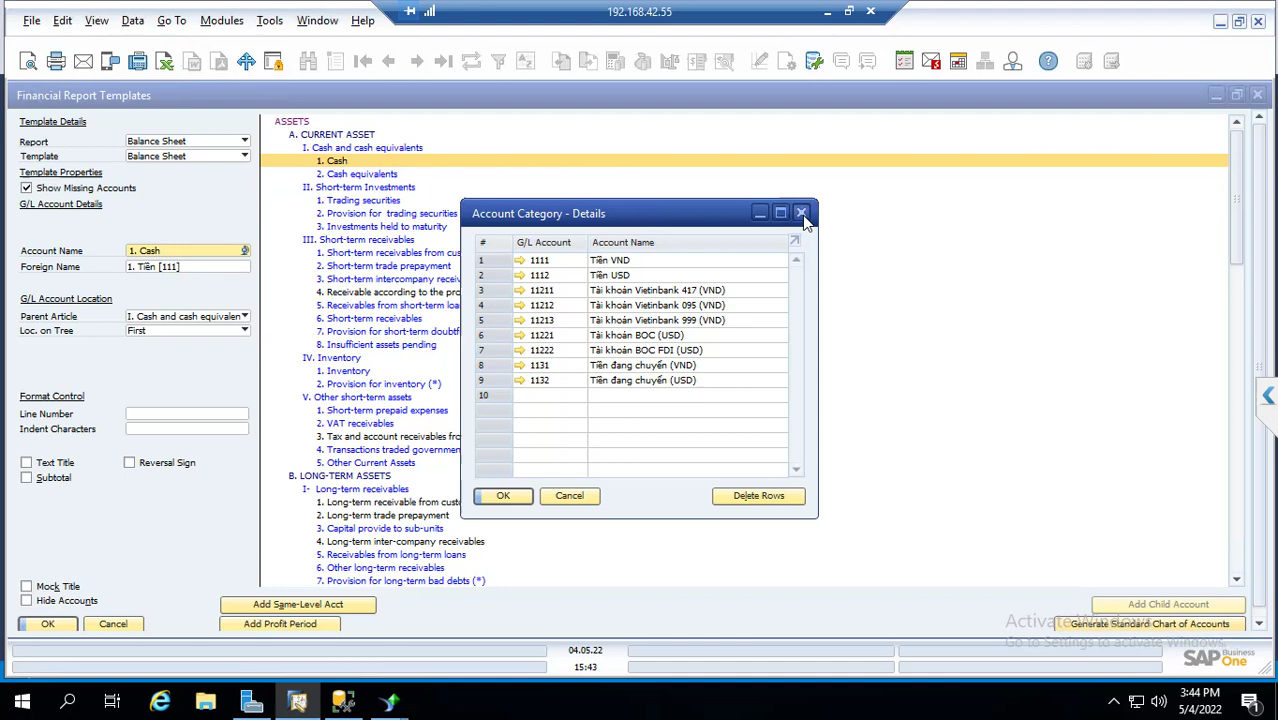 192.168.42.55
File Edit View Data Go To Modules Tools Window Help
Financial Report Templates
Template Details
Report Balance Sheet
Template Balance Sheet
Template Properties
Show Missing Accounts
G/L Account Details
Account Name 1. Cash
Foreign Name 1. Tiền [111]
G/L Account Location
Parent Article I. Cash and cash equivalen
Loc. on Tree First
Format Control
Line Number
Indent Characters
Text Title Reversal Sign
Subtotal
Mock Title
Hide Accounts
OK Cancel
Add Same-Level Acct
Add Profit Period
ASSETS
A. CURRENT ASSET
I. Cash and cash equivalents
1. Cash
2. Cash equivalents
II. Short-term Investments
1. Trading securities
2. Provision for trading securities
3. Investments held to maturity
III. Short-term receivables
1. Short-term receivables from cus
2. Short-term trade prepayment
3. Short-term intercompany receiv
4. Receivable according to the pro
5. Receivables from short-term loa
6. Short-term receivables
7. Provision for short-term doubtf
8. Insufficient assets pending
IV. Inventory
1. Inventory
2. Provision for inventory (*)
V. Other short-term assets
1. Short-term prepaid expenses
2. VAT receivables
3. Tax and account receivables fro
4. Transactions traded governmen
5. Other Current Assets
B. LONG-TERM ASSETS
I- Long-term receivables
1. Long-term receivable from cust
2. Long-term trade prepayment
3. Capital provide to sub-units
4. Long-term inter-company receivables
5. Receivables from long-term loans
6. Other long-term receivables
7. Provision for long-term bad debts (*)
Account Category - Details
# G/L Account Account Name
1 1111 Tiền VND
2 1112 Tiền USD
3 11211 Tài khoản Vietinbank 417 (VND)
4 11212 Tài khoản Vietinbank 095 (VND)
5 11213 Tài khoản Vietinbank 999 (VND)
6 11221 Tài khoản BOC (USD)
7 11222 Tài khoản BOC FDI (USD)
8 1131 Tiền đang chuyển (VND)
9 1132 Tiền đang chuyển (USD)
10
OK Cancel Delete Rows
Add Child Account
Generate Standard Chart of Accounts
Activate Windows
Go to Settings to activate Windows.
04.05.22
15:43
SAP Business One
3:44 PM
5/4/2022
1